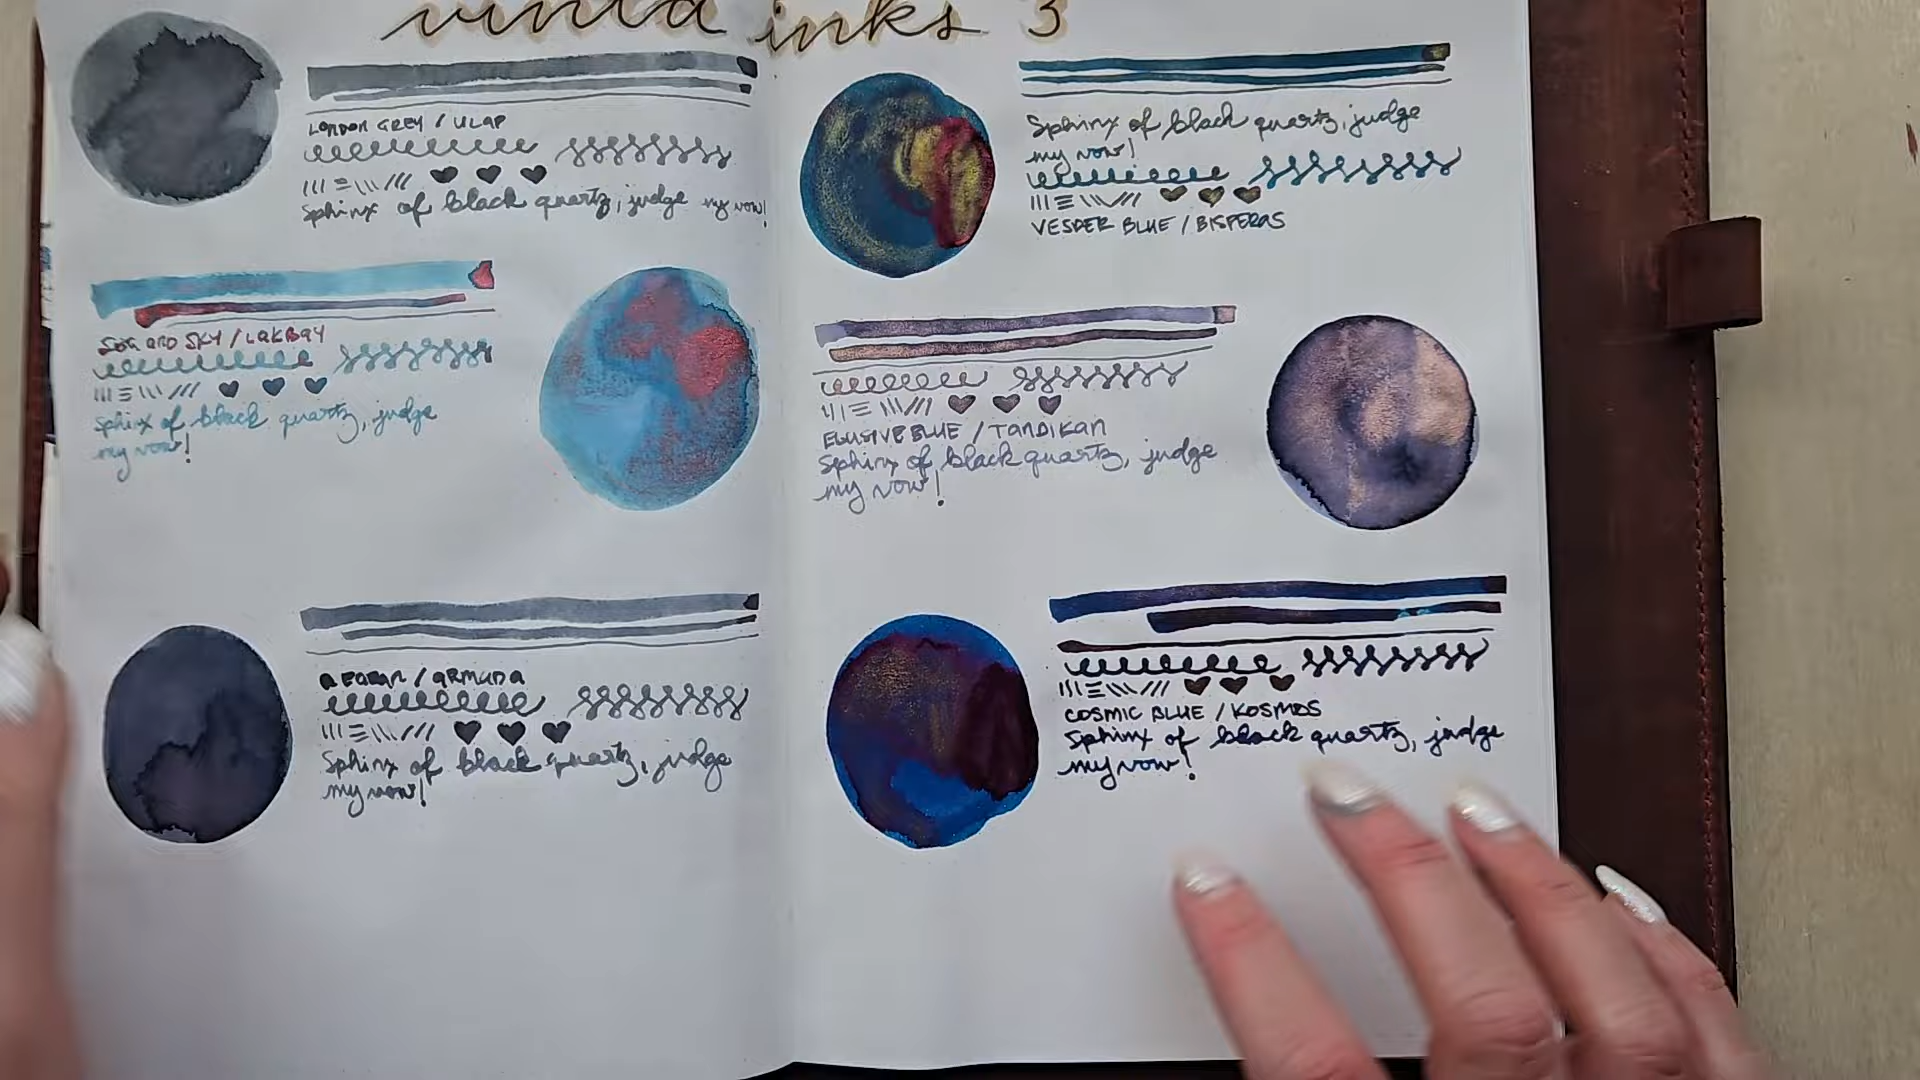 vinta inks 3
LONDON GREY / ULAP
Sphinx of black quartz, judge my vow!
SEA AND SKY / LAKBAY
Sphinx of black quartz, judge
my vow!
/ ARMADA
Sphinx of black quartz, judge
my vow!
Sphinx of black quartz, judge
my vow!
VESPER BLUE / BISPERAS
ELUSIVE BLUE / TANDIKAN
Sphinx of black quartz, judge
my vow!
COSMIC BLUE / KOSMOS
Sphinx of black quartz, judge
my vow!